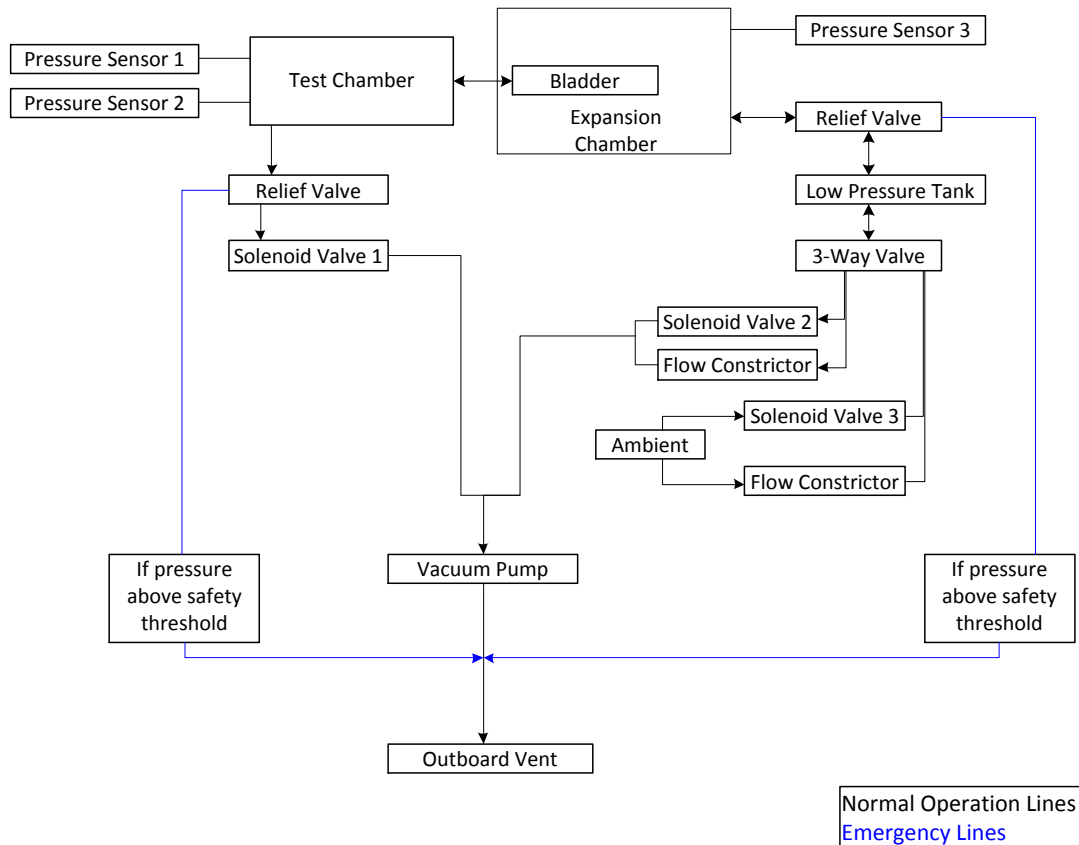 Pressure Sensor 3
Pressure Sensor 1
Test Chamber
Bladder
Pressure Sensor 2
Expansion
Chamber
Relief Valve
Relief Valve
Low Pressure Tank
Solenoid Valve 1
3-Way Valve
Solenoid Valve 2
Flow Constrictor
Solenoid Valve 3
Ambient
Flow Constrictor
If pressure
above safety
threshold
Vacuum Pump
If pressure
above safety
threshold
Outboard Vent
Normal Operation Lines
Emergency Lines